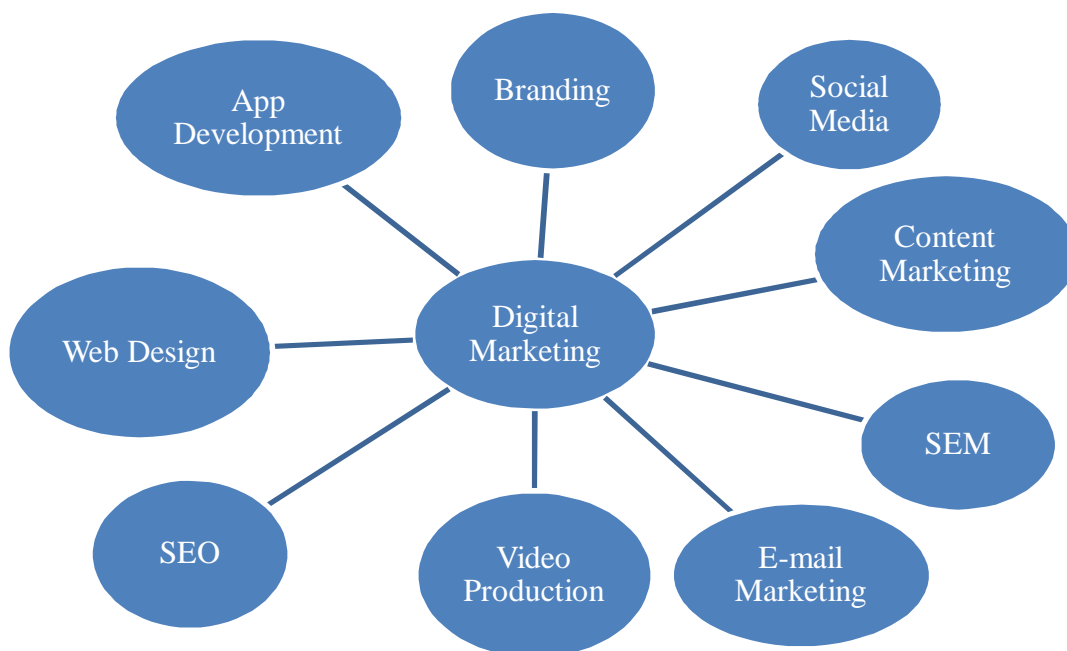 App
Development
Branding
Social
Media
Content
Marketing
Digital
Marketing
Web Design
SEM
SEO
Video
Production
E-mail
Marketing